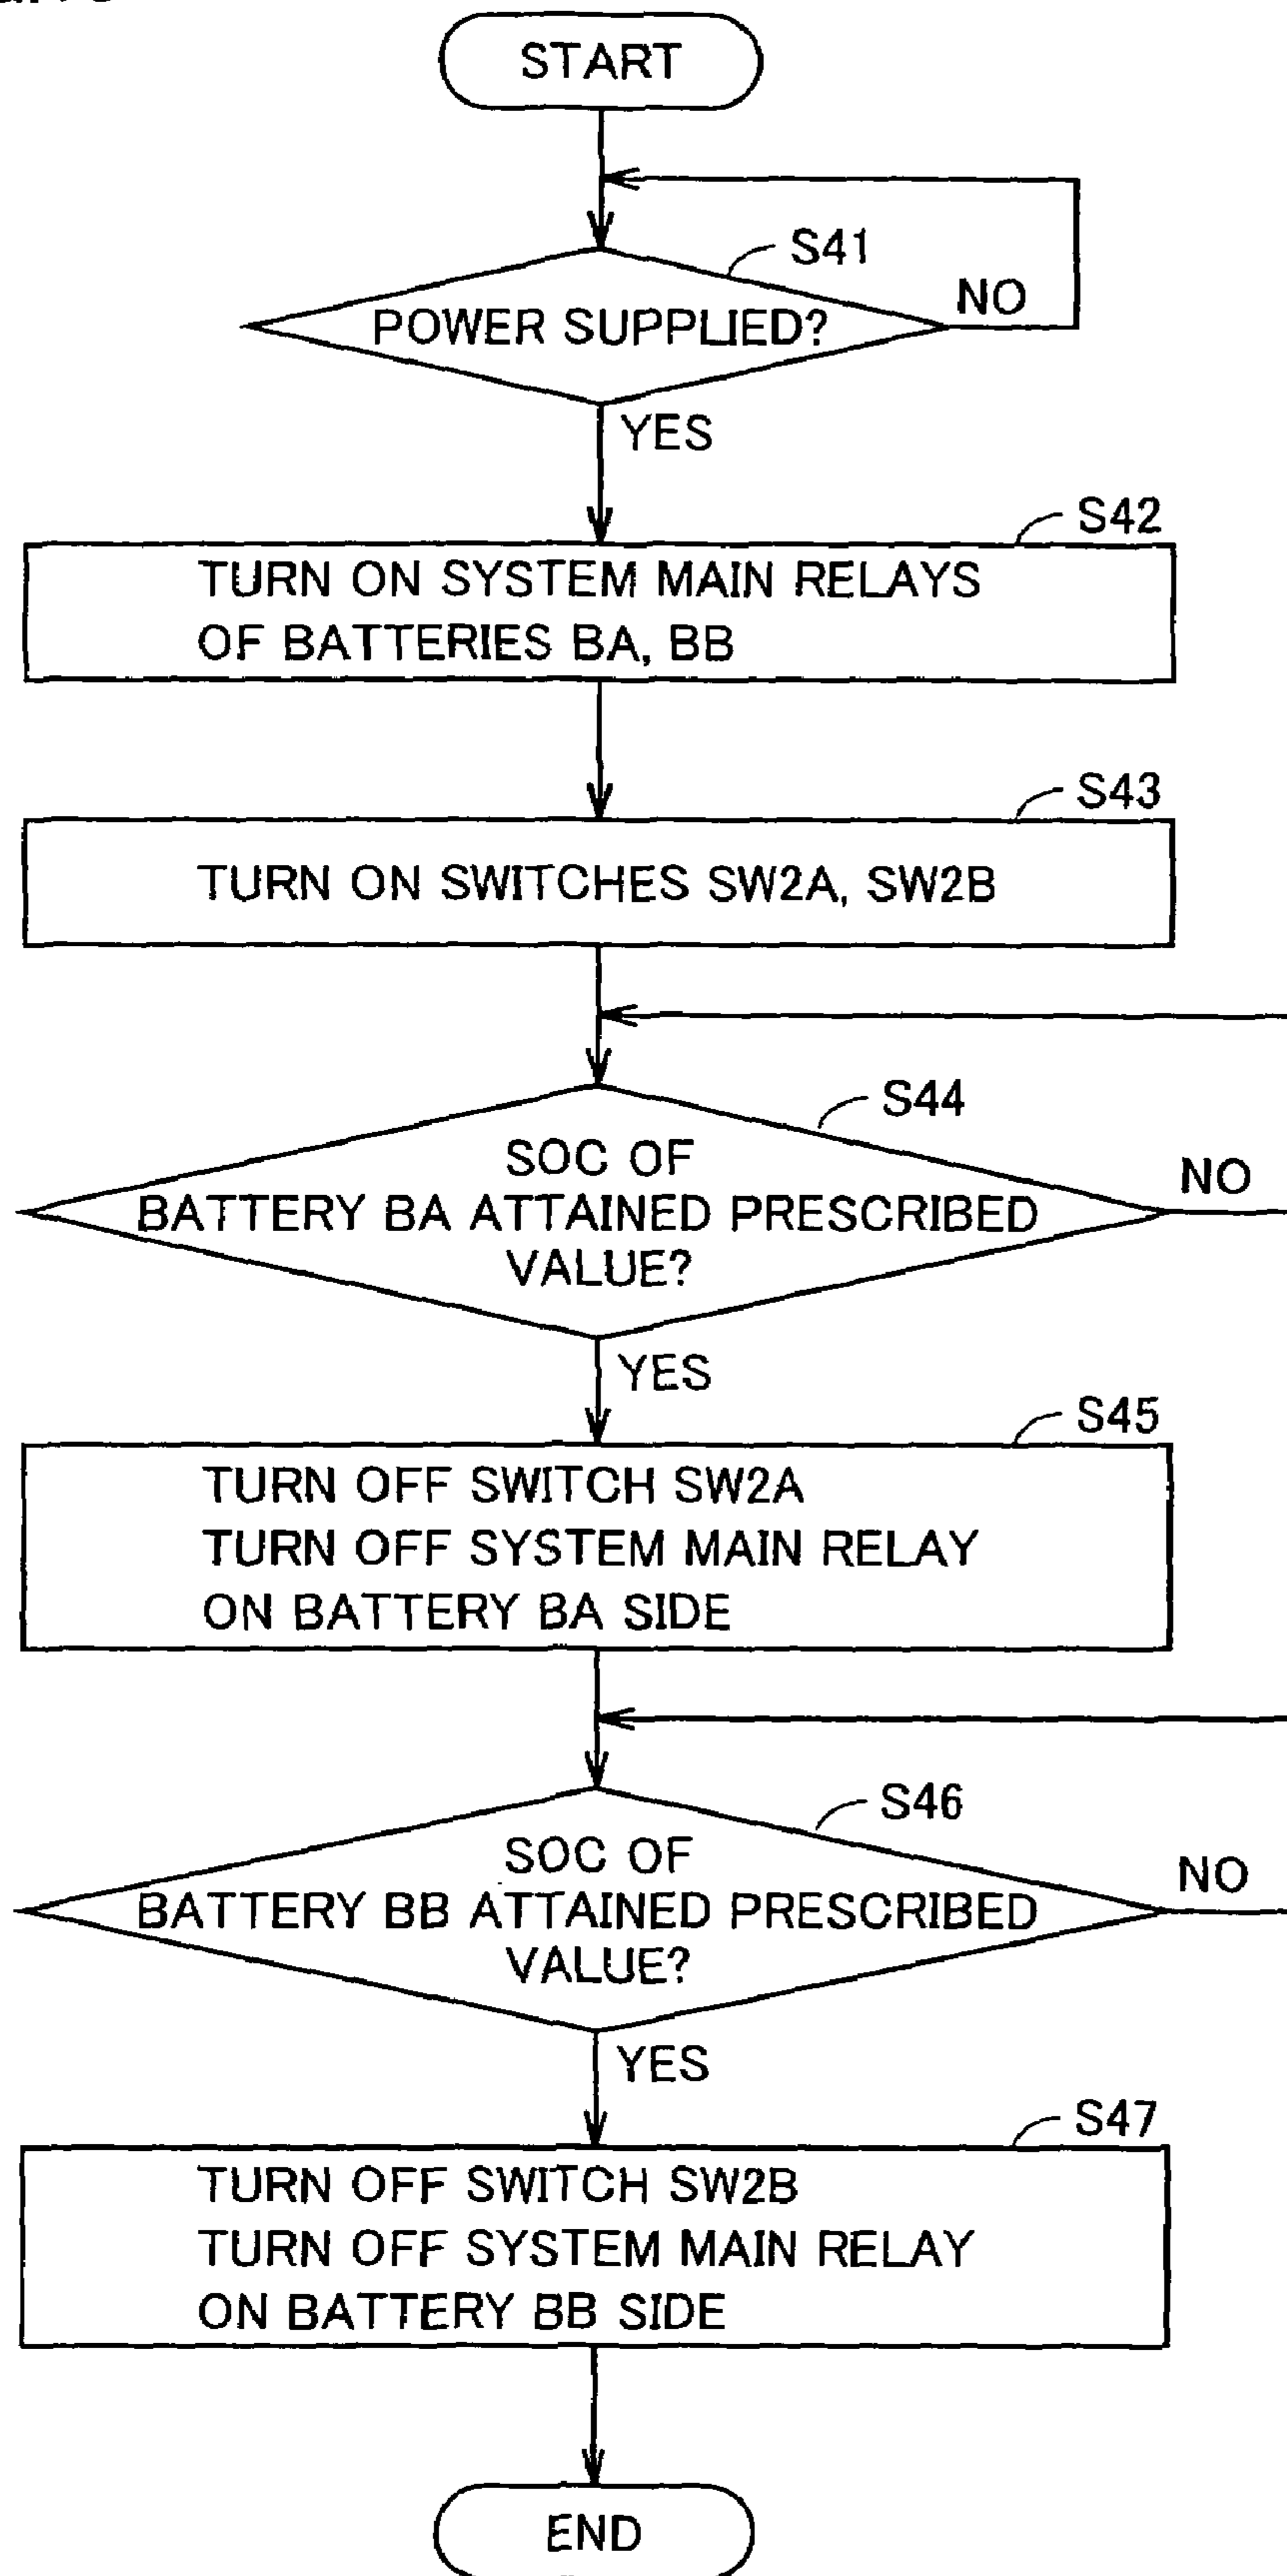 START
S41
NO
POWER SUPPLIED?
YES
S42
TURN ON SYSTEM MAIN RELAYS
OF BATTERIES BA, BB
S43
TURN ON SWITCHES SW2A, SW2B
S44
SOC OF
NO
BATTERY BA ATTAINED PRESCRIBED
VALUE?
YES
S45
TURN OFF SWITCH SW2A
TURN OFF SYSTEM MAIN RELAY
ON BATTERY BA SIDE
S46
SOC OF
NO
BATTERY BB ATTAINED PRESCRIBED
VALUE?
YES
S47
TURN OFF SWITCH SW2B
TURN OFF SYSTEM MAIN RELAY
ON BATTERY BB SIDE
END